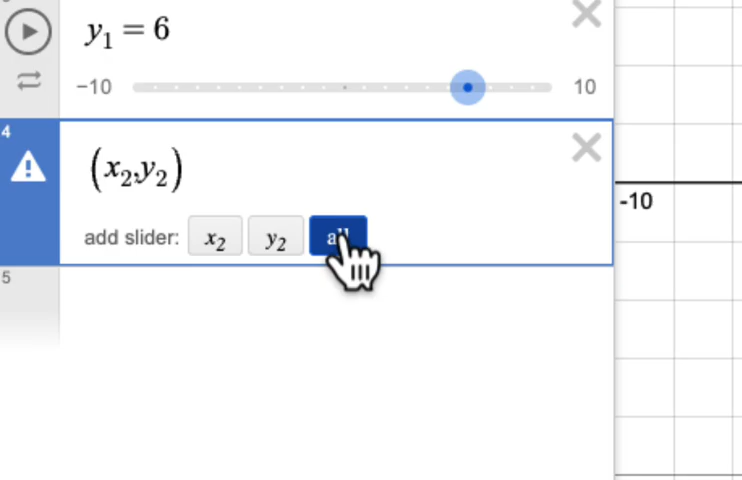 y₁ = 6
−10 10
4
(x₂,y₂)
-10
add slider: x₂ y₂
5